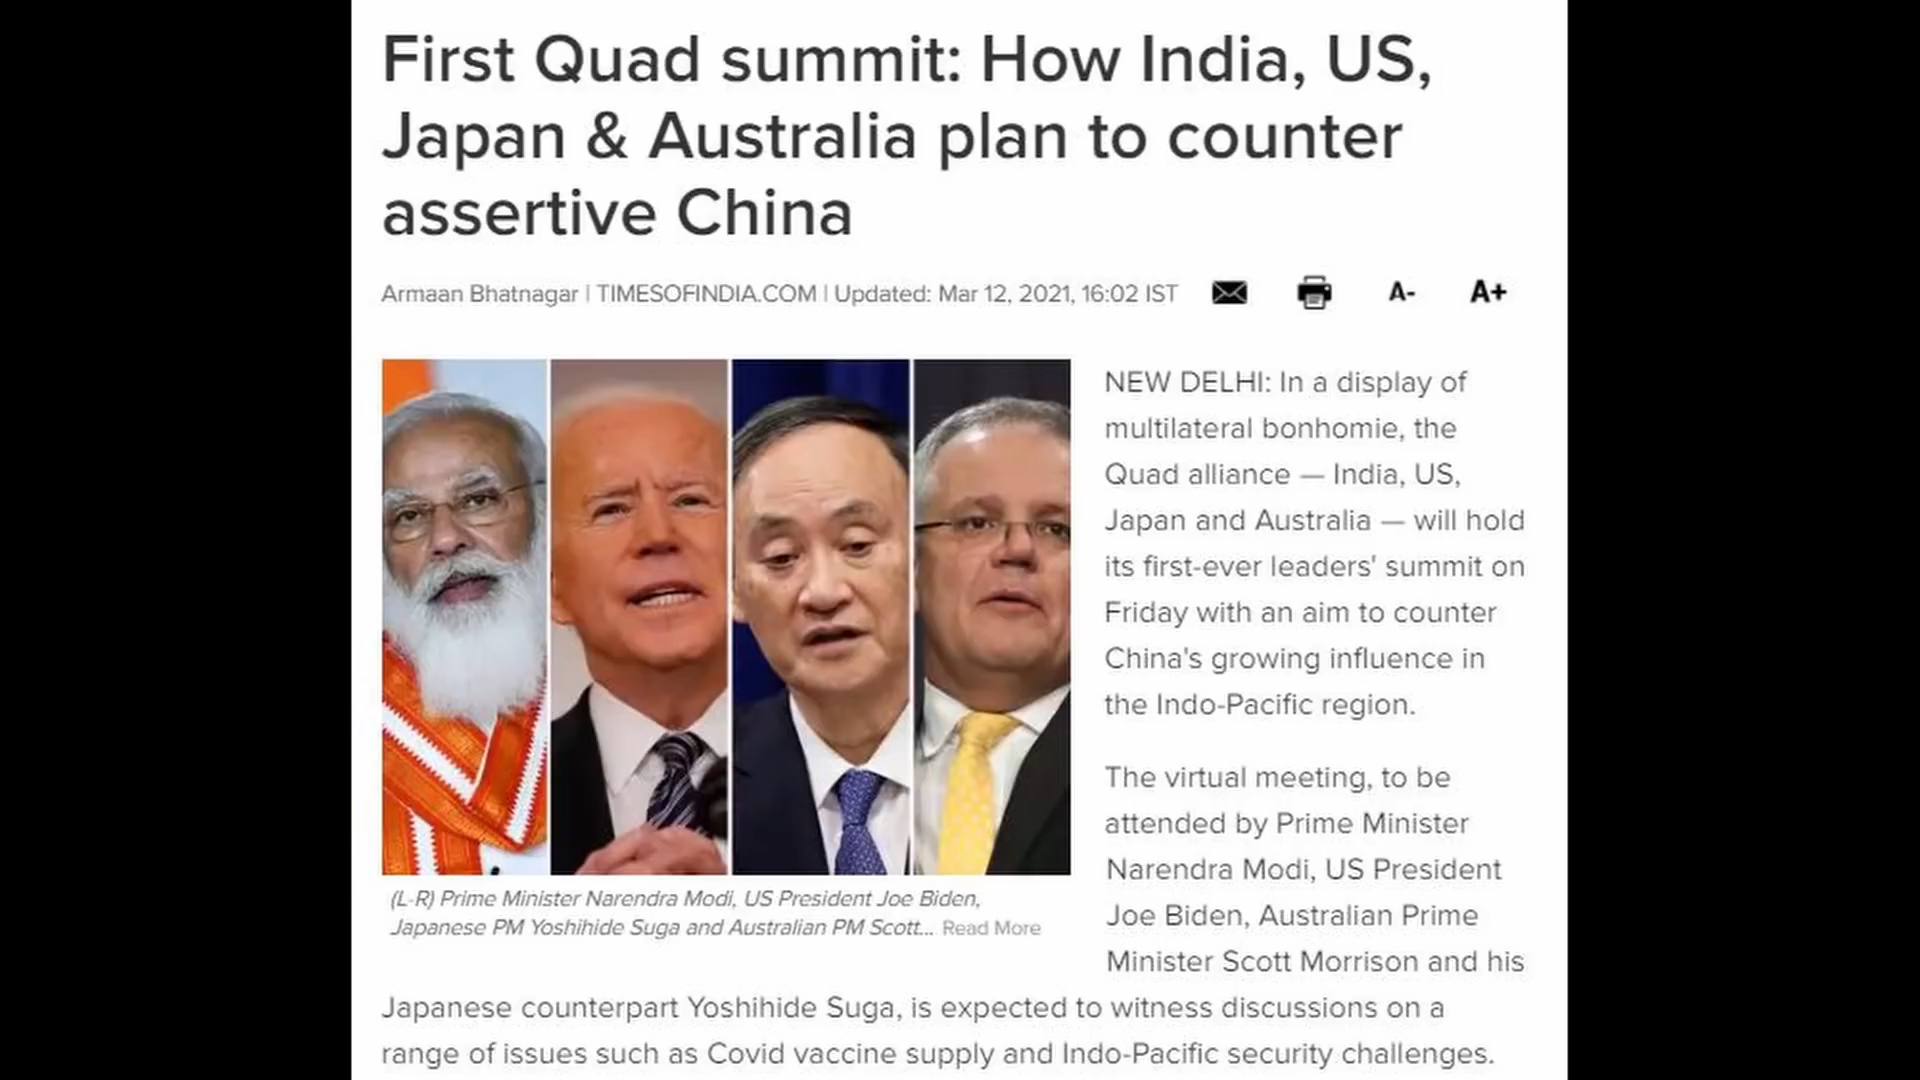 First Quad summit: How India, US,
Japan & Australia plan to counter
assertive China
Armaan Bhatnagar | TIMESOFINDIA.COM | Updated: Mar 12, 2021, 16:02 IST
A-
A+
NEW DELHI: In a display of
multilateral bonhomie, the
Quad alliance — India, US,
Japan and Australia — will hold
its first-ever leaders' summit on
Friday with an aim to counter
China's growing influence in
the Indo-Pacific region.
The virtual meeting, to be
attended by Prime Minister
Narendra Modi, US President
Joe Biden, Australian Prime
Minister Scott Morrison and his
Japanese counterpart Yoshihide Suga, is expected to witness discussions on a
range of issues such as Covid vaccine supply and Indo-Pacific security challenges.
(L-R) Prime Minister Narendra Modi, US President Joe Biden,
Japanese PM Yoshihide Suga and Australian PM Scott... Read More